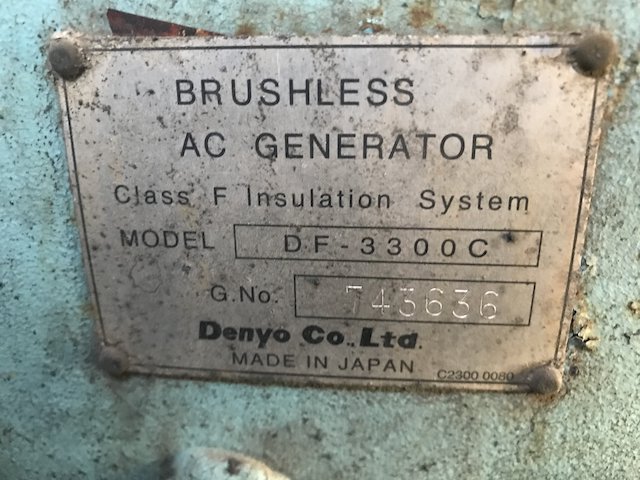 BRUSHLESS
AC GENERATOR
Class F Insulation System
MODEL DF-3300C
G.No. 743636
Denyo Co.,Ltd.
MADE IN JAPAN
C2300 0080